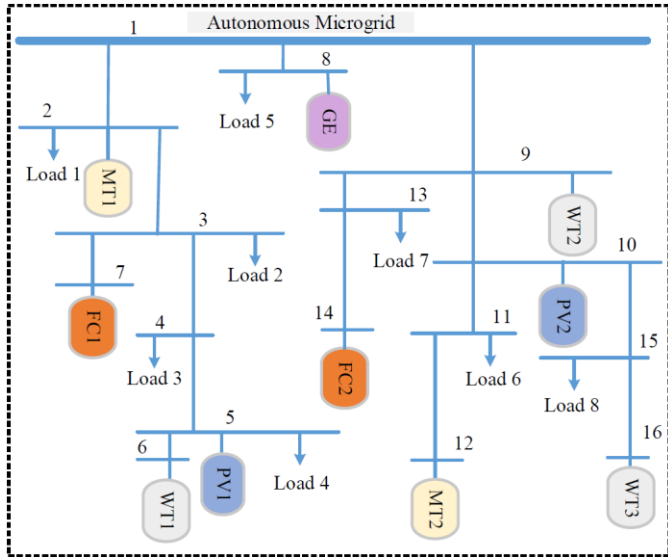 1 Autonomous Microgrid
8
2
Load 5
GE
Load 1
MT1
9
13
WT2
3
Load 2
Load 7
10
7
FC1
PV2
4
14
11
15
Load 3
FC2
Load 6
Load 8
5
6
12
16
WT1
PV1
Load 4
MT2
WT3